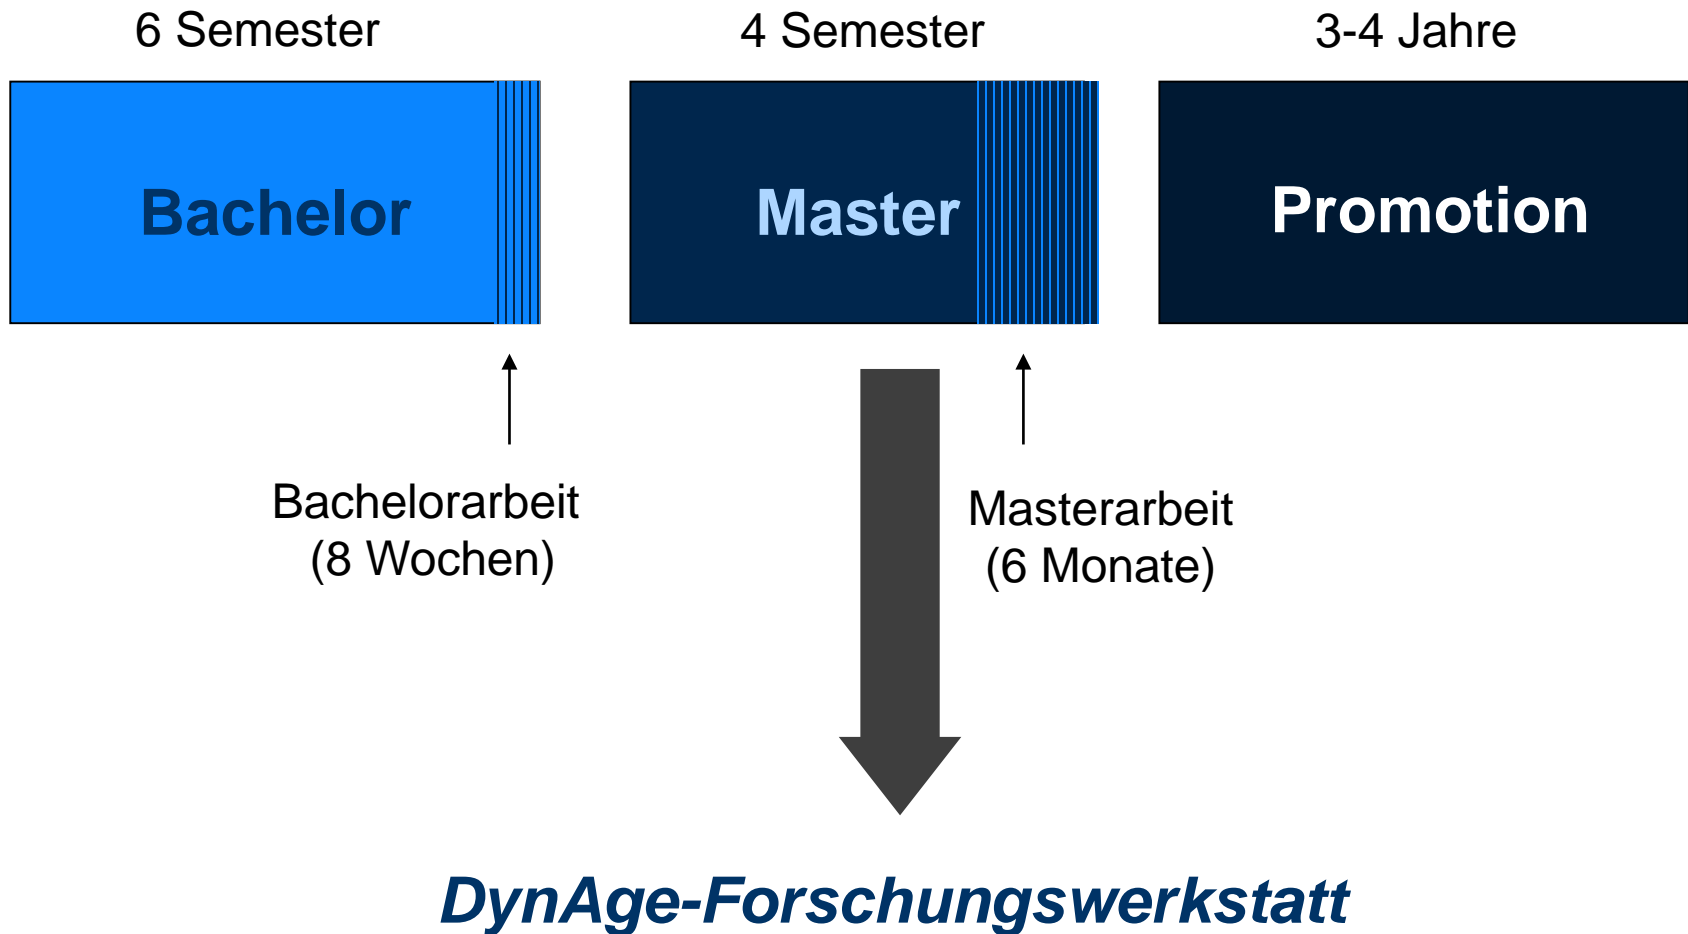 6 Semester
4 Semester
3-4 Jahre
Bachelor
Master
Promotion
Bachelorarbeit
(8 Wochen)
Masterarbeit
(6 Monate)
DynAge-Forschungswerkstatt